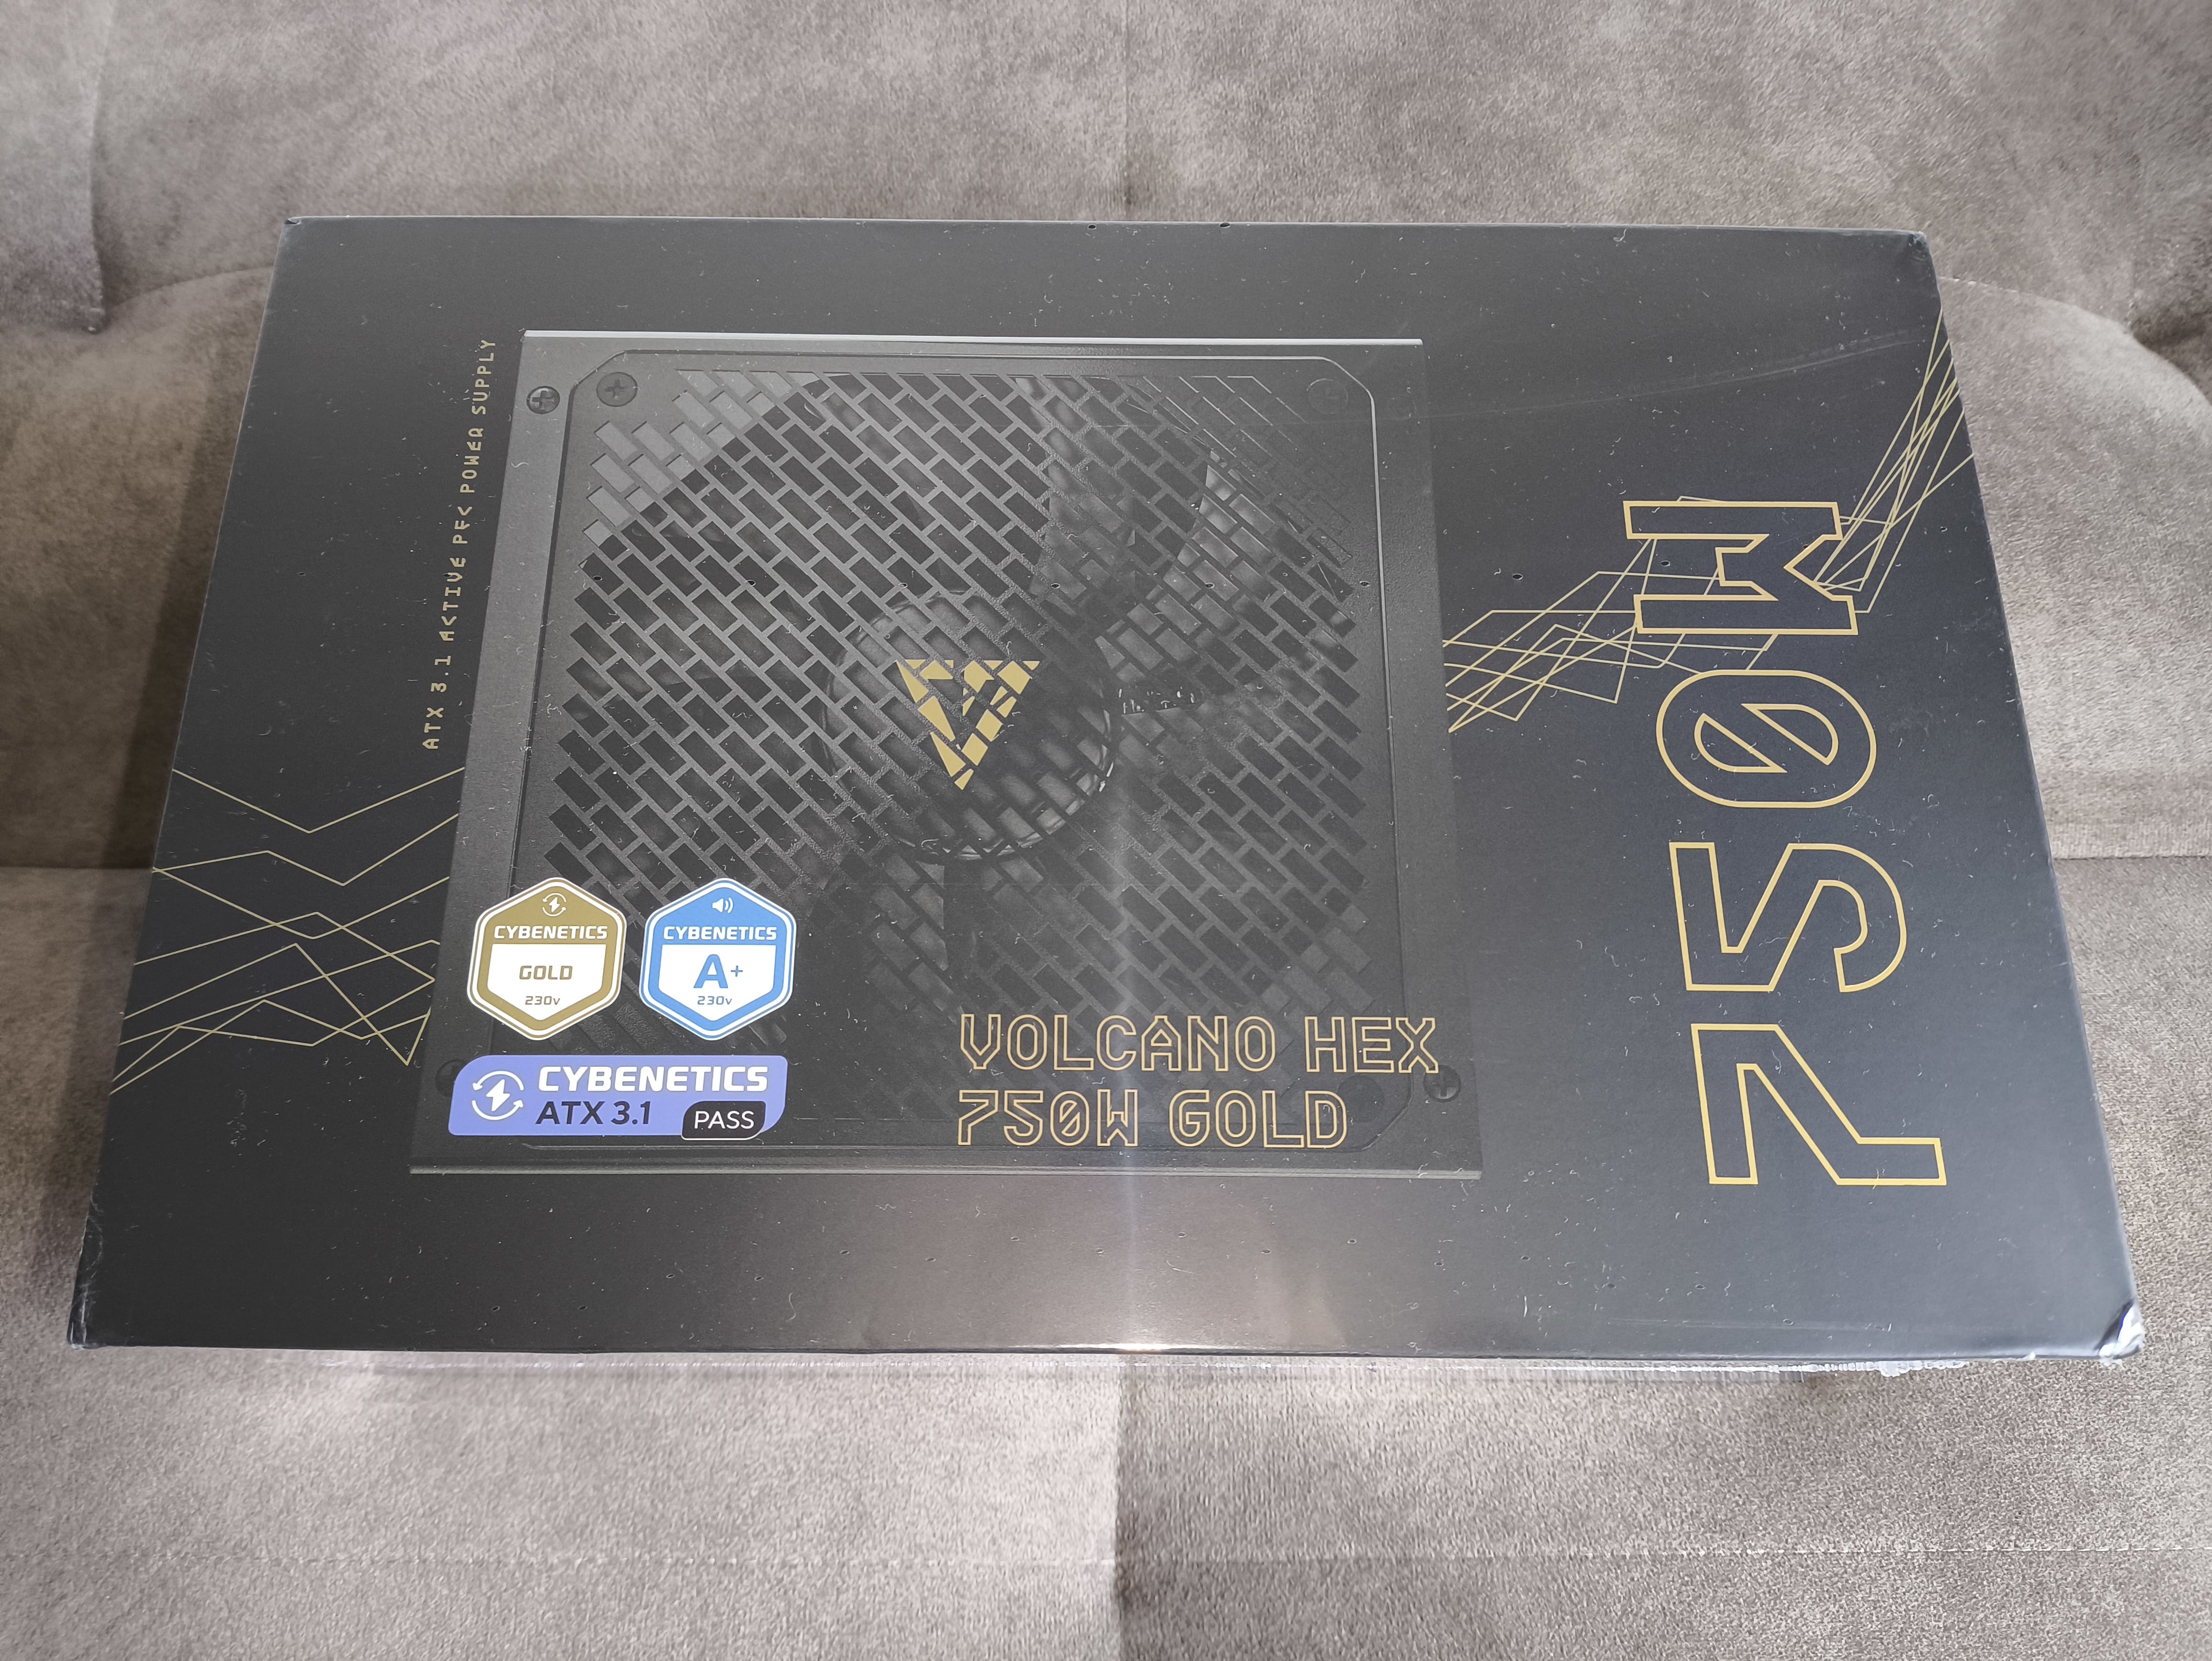 ATX 3.1 ACTIVE PFC POWER SUPPLY
750W
CYBENETICS
GOLD
230v
CYBENETICS
A+
230v
CYBENETICS
ATX 3.1
PASS
VOLCANO HEX
750W GOLD